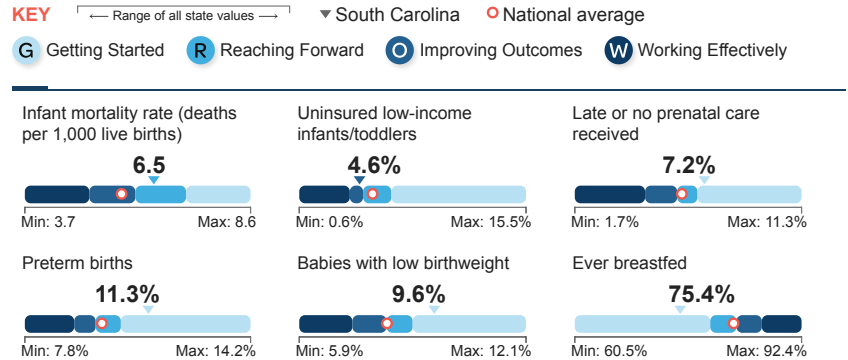 KEY
Range of all state values
South Carolina
National average
G Getting Started
R Reaching Forward
O Improving Outcomes
W Working Effectively
Infant mortality rate (deaths
per 1,000 live births)
6.5
Min: 3.7
Max: 8.6
Uninsured low-income
infants/toddlers
4.6%
Min: 0.6%
Max: 15.5%
Late or no prenatal care
received
7.2%
Min: 1.7%
Max: 11.3%
Preterm births
11.3%
Min: 7.8%
Max: 14.2%
Babies with low birthweight
9.6%
Min: 5.9%
Max: 12.1%
Ever breastfed
75.4%
Min: 60.5%
Max: 92.4%